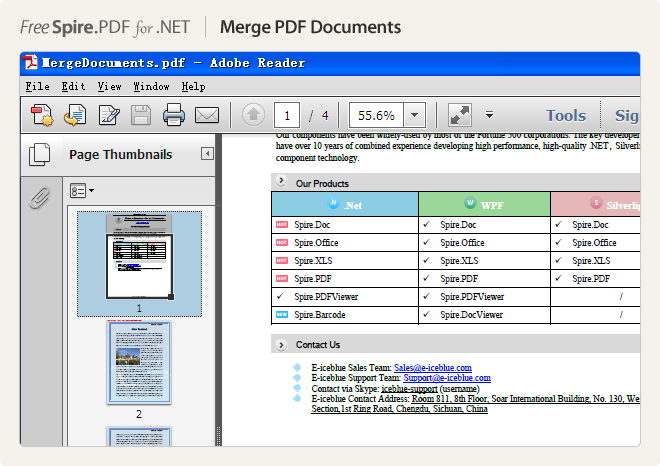 Free Spire.PDF for .NET | Merge PDF Documents
MergeDocuments.pdf - Adobe Reader
File Edit View Window Help
1 / 4 55.6% Tools Sig
Page Thumbnails
Our components have been widely-used by most of the Fortune 500 corporations. The key developer
have over 10 years of combined experience developing high performance, high-quality .NET, Silverli
component technology.
Our Products
N .Net W WPF S Silverlig
HOT Spire.Doc ✓ Spire.Doc ✓ Spire.Doc
HOT Spire.Office ✓ Spire.Office ✓ Spire.Office
HOT Spire.XLS ✓ Spire.XLS ✓ Spire.XLS
HOT Spire.PDF ✓ Spire.PDF ✓ Spire.PDF
✓ Spire.PDFViewer ✓ Spire.PDFViewer /
NEW Spire.Barcode ✓ Spire.DocViewer /
1
2
Contact Us
E-iceblue Sales Team: Sales@e-iceblue.com
E-iceblue Support Team: Support@e-iceblue.com
Contact via Skype: iceblue-support (username)
E-iceblue Contact Address: Room 811, 8th Floor, Soar International Building, No. 130, We
Section,1st Ring Road, Chengdu, Sichuan, China